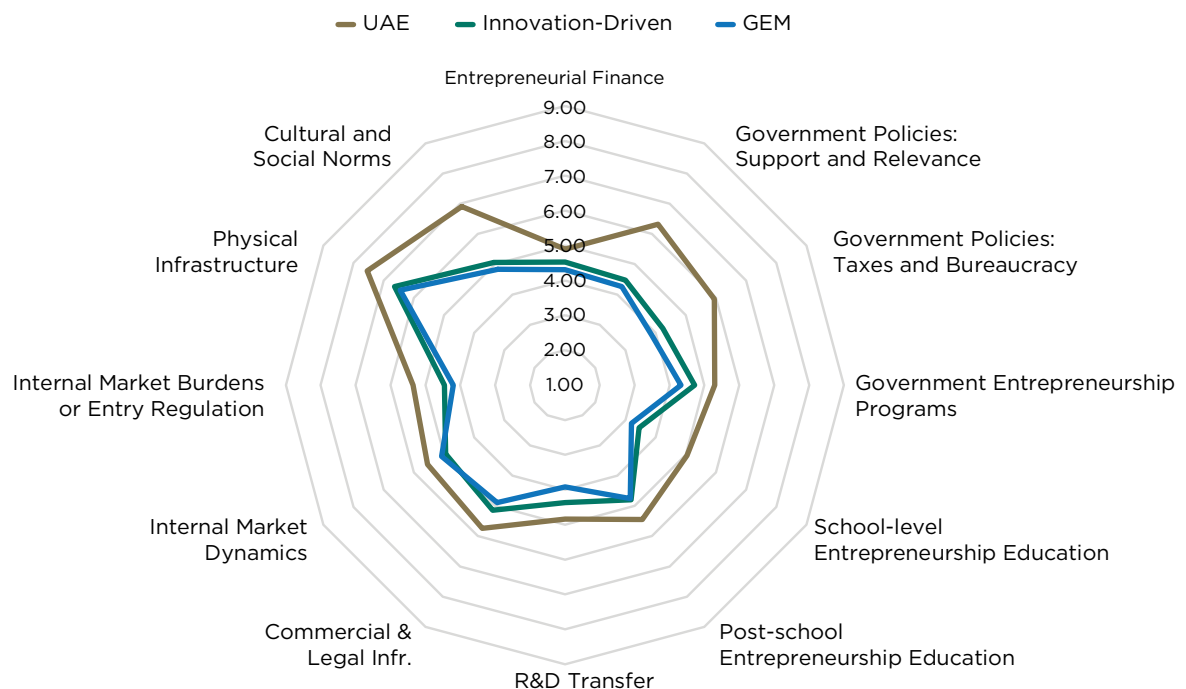 UAE
Innovation-Driven
GEM
Entrepreneurial Finance
9.00
8.00
7.00
6.00
5.00
4.00
3.00
2.00
1.00
Government Policies:
Support and Relevance
Government Policies:
Taxes and Bureaucracy
Government Entrepreneurship
Programs
School-level
Entrepreneurship Education
Post-school
Entrepreneurship Education
R&D Transfer
Commercial &
Legal Infr.
Internal Market
Dynamics
Internal Market Burdens
or Entry Regulation
Physical
Infrastructure
Cultural and
Social Norms